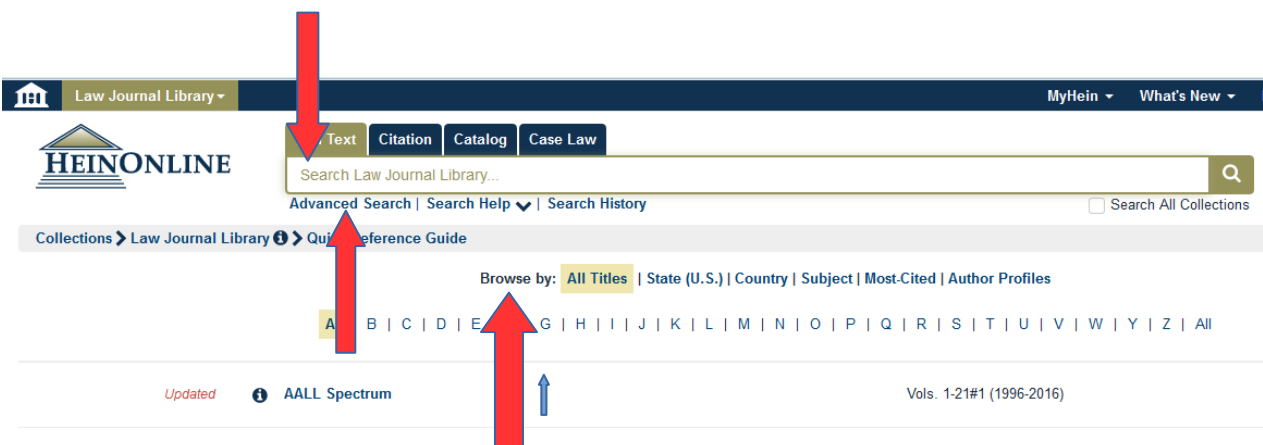 Law Journal Library MyHein What's New
HEINONLINE
Text Citation Catalog Case Law
Search Law Journal Library...
Advanced Search | Search Help | Search History Search All Collections
Collections Law Journal Library Reference Guide
Browse by: All Titles | State (U.S.) | Country | Subject | Most-Cited | Author Profiles
A B | C | D | E G | H | I | J | K | L | M | N | O | P | Q | R | S | T | U | V | W | Y | Z | All
Updated AALL Spectrum Vols. 1-21#1 (1996-2016)